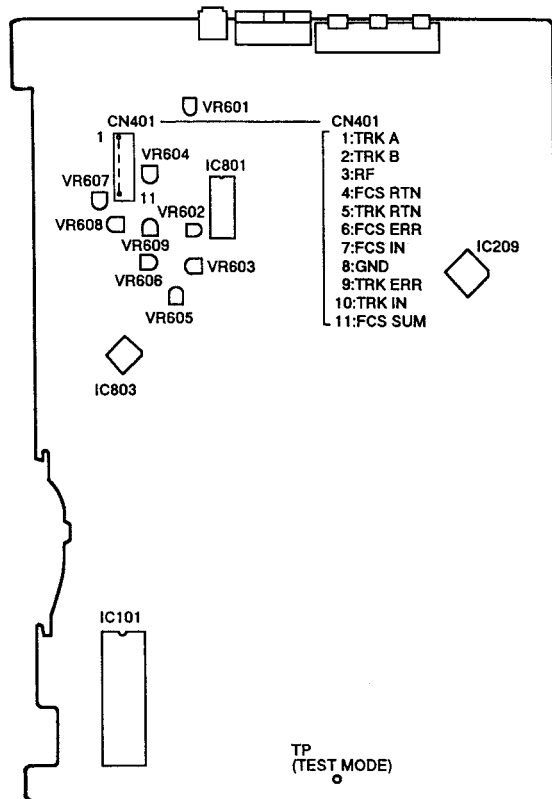 VR601
CN401
CN401
1
VR604
IC801
1:TRK A
2:TRK B
3:RF
4:FCS RTN
5:TRK RTN
6:FCS ERR
7:FCS IN
8:GND
9:TRK ERR
10:TRK IN
11:FCS SUM
VR607
11
VR608
VR602
VR609
IC209
VR606
VR603
VR605
IC803
IC101
TP
(TEST MODE)